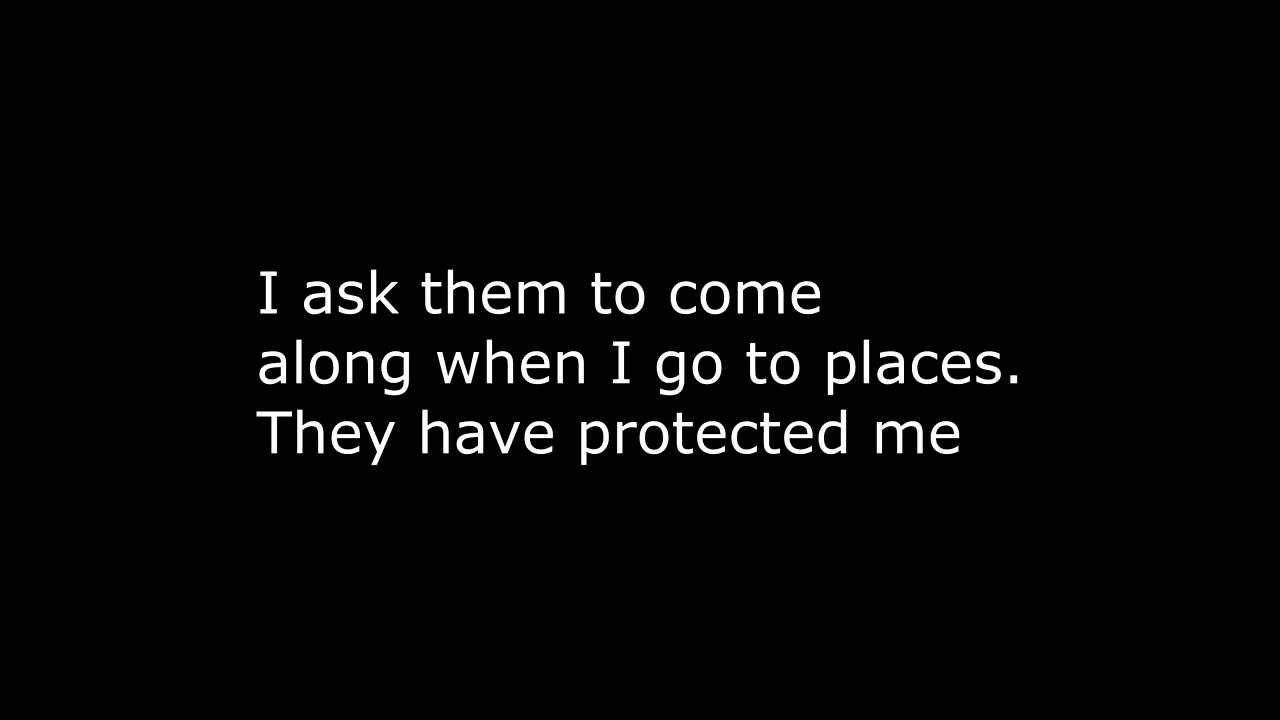 I ask them to come
along when I go to places.
They have protected me